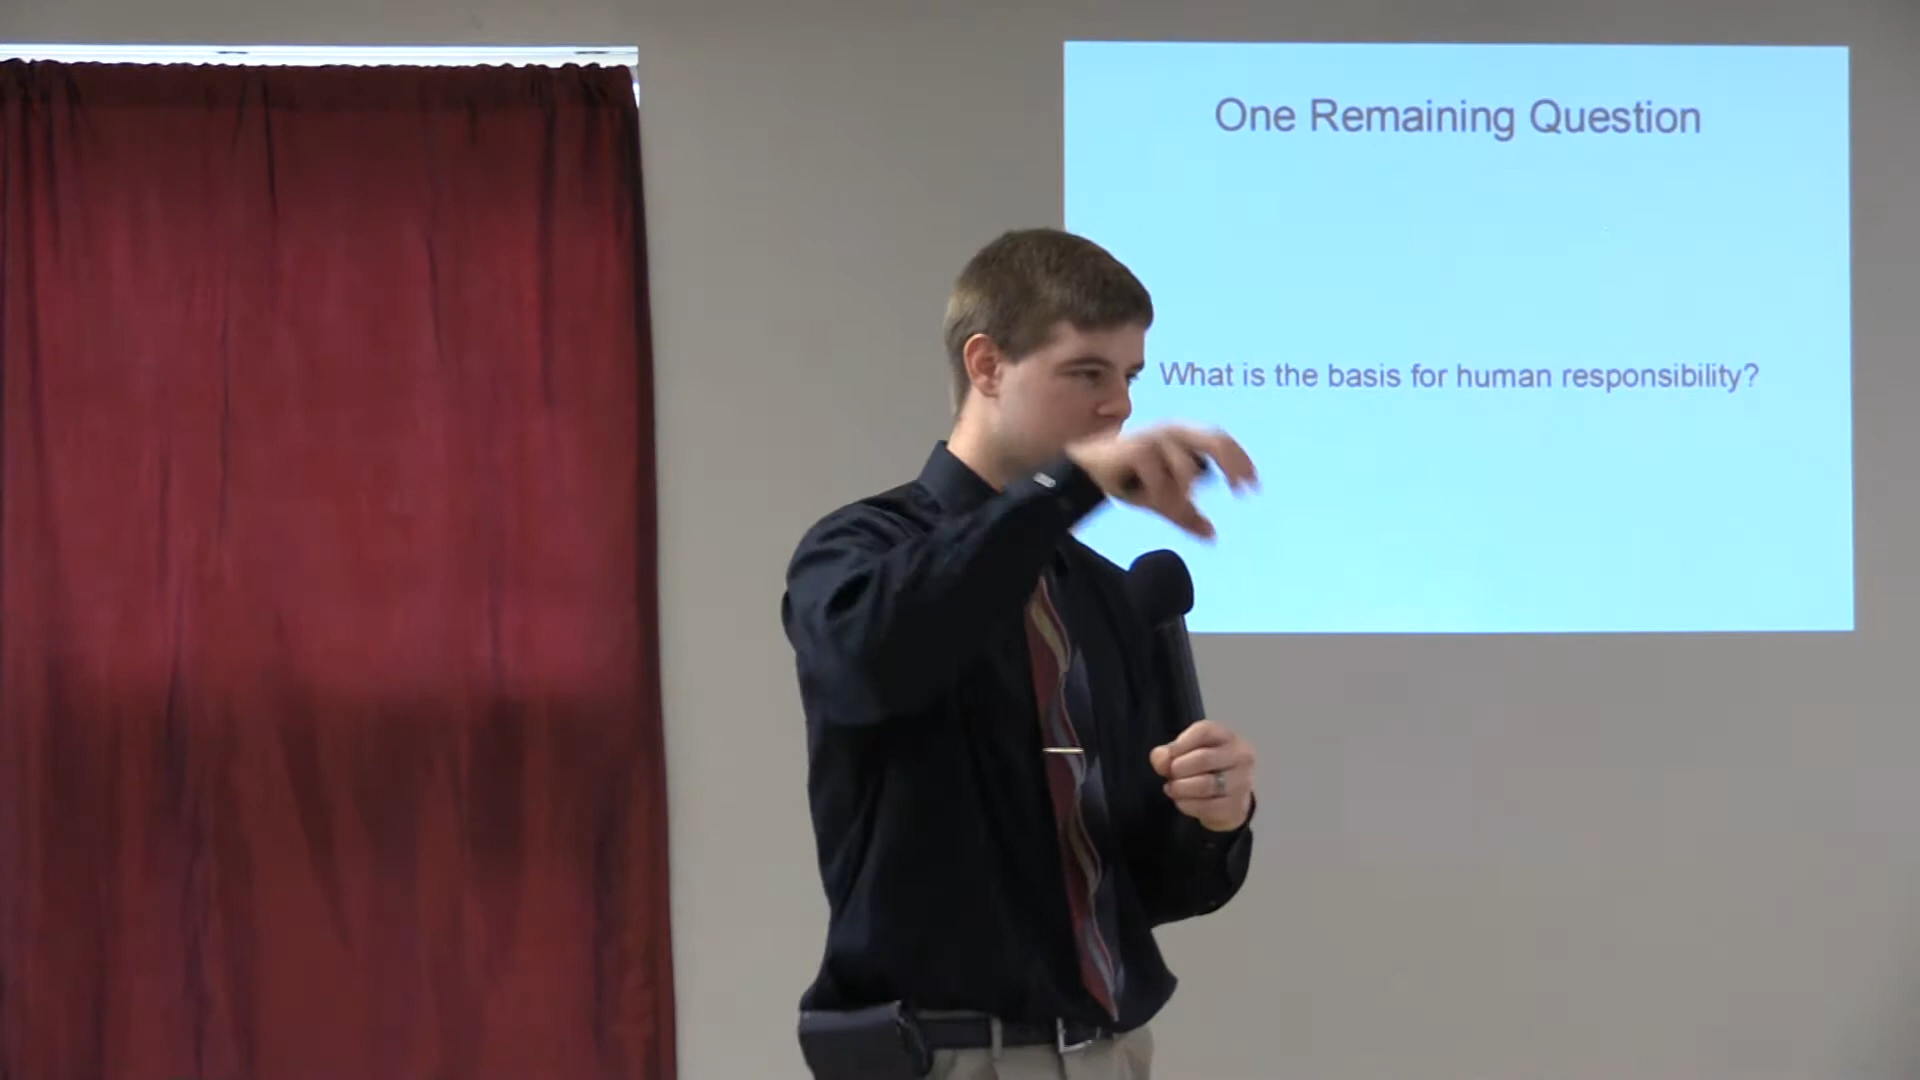 One Remaining Question
What is the basis for human responsibility?